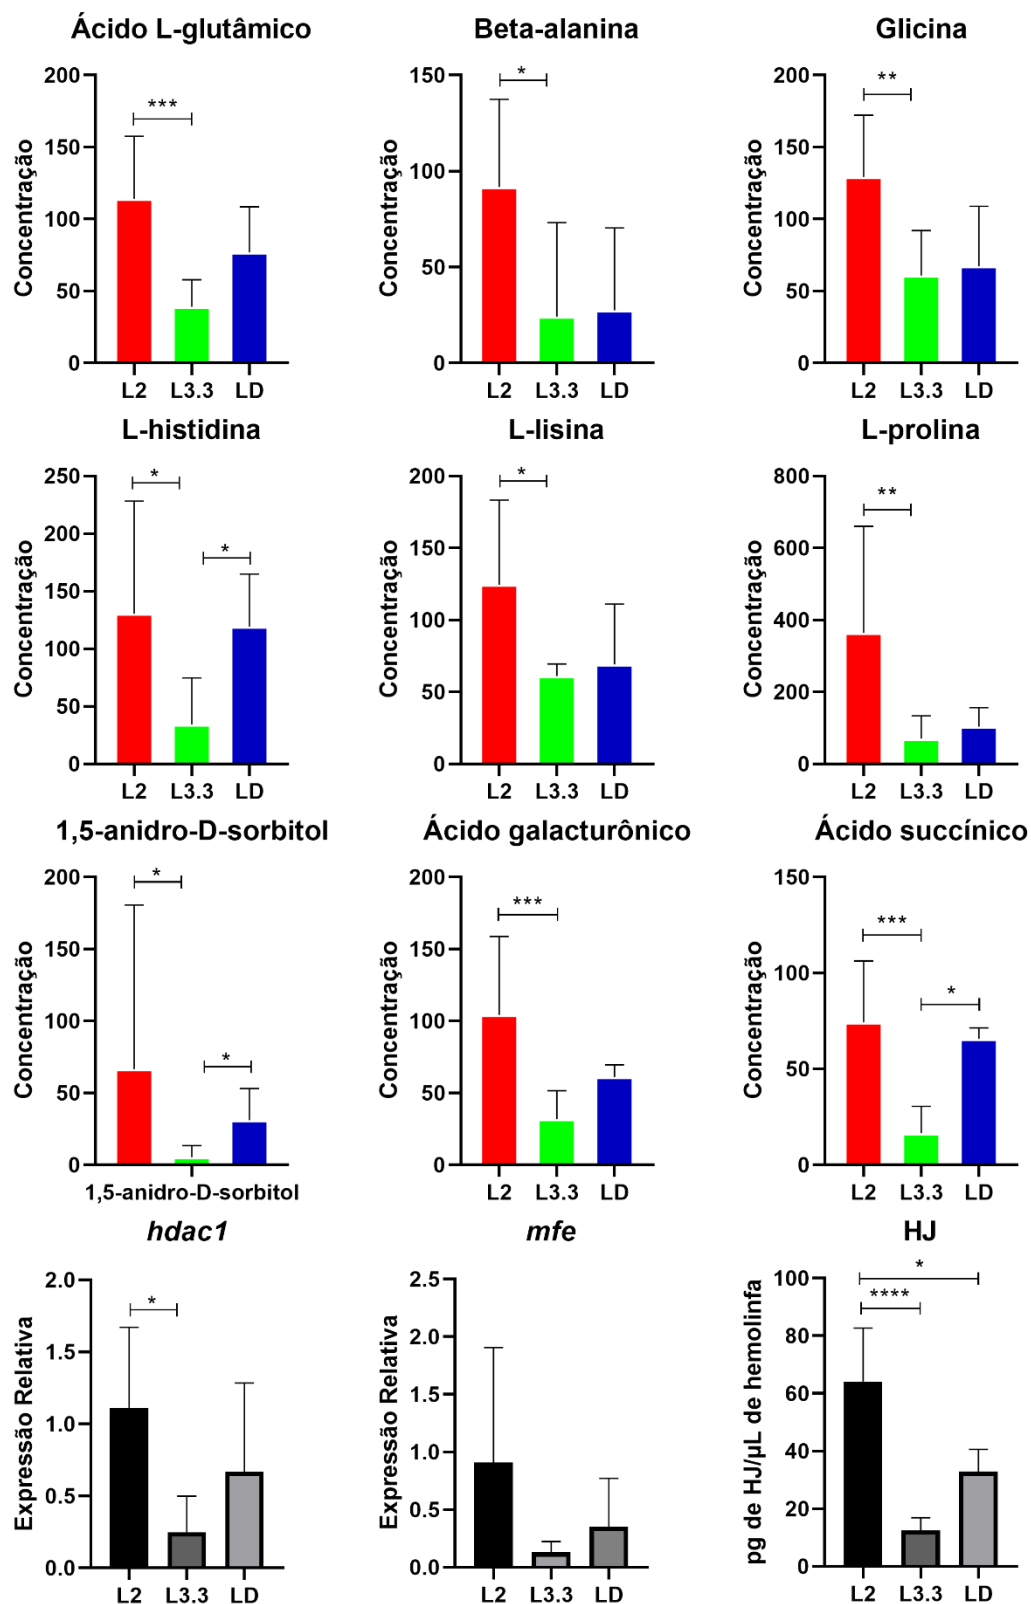 Ácido L-glutâmico
Beta-alanina
Glicina
Concentração
200
150
100
50
0
***
L2 L3.3 LD
Concentração
150
100
50
0
*
L2 L3.3 LD
Concentração
200
150
100
50
0
**
L2 L3.3 LD
L-histidina
L-lisina
L-prolina
Concentração
250
200
150
100
50
0
*
*
L2 L3.3 LD
Concentração
200
150
100
50
0
*
L2 L3.3 LD
Concentração
800
600
400
200
0
**
L2 L3.3 LD
1,5-anidro-D-sorbitol
Ácido galacturônico
Ácido succínico
Concentração
200
150
100
50
0
*
*
1,5-anidro-D-sorbitol
Concentração
200
150
100
50
0
***
L2 L3.3 LD
Concentração
150
100
50
0
***
*
L2 L3.3 LD
hdac1
mfe
HJ
Expressão Relativa
2.0
1.5
1.0
0.5
0.0
*
L2 L3.3 LD
Expressão Relativa
2.5
2.0
1.5
1.0
0.5
0.0
L2 L3.3 LD
pg de HJ/µL de hemolinfa
100
80
60
40
20
0
*
****
L2 L3.3 LD